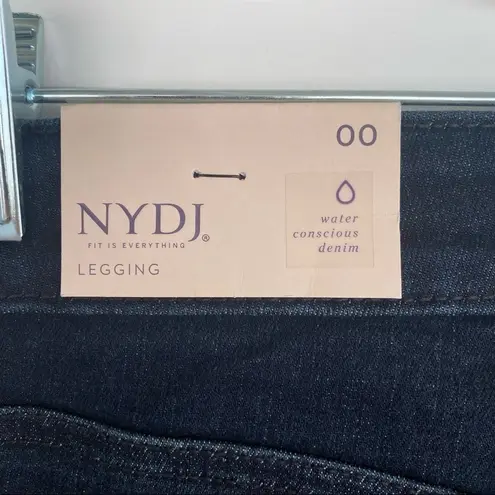 00
NYDJ®
FIT IS EVERYTHING
LEGGING
water
conscious
denim